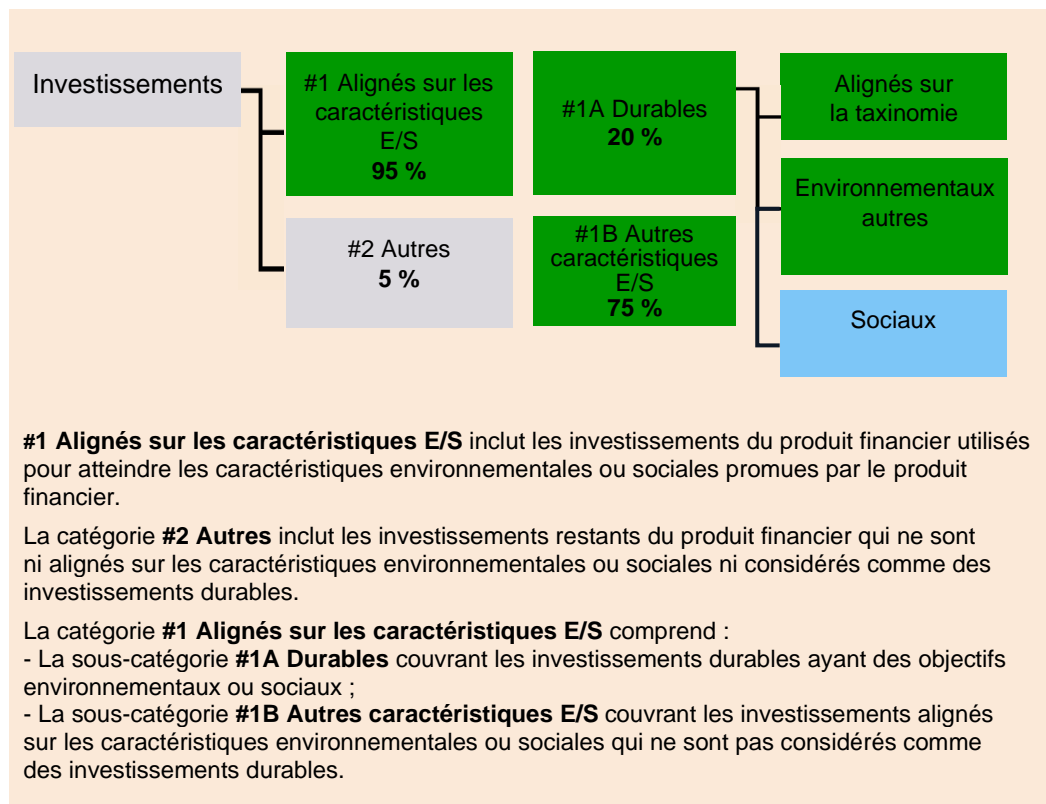 Investissements
#1 Alignés sur les
caractéristiques
E/S
95 %
#2 Autres
5 %
#1A Durables
20 %
#1B Autres
caractéristiques
E/S
75 %
Alignés sur
la taxinomie
Environnementaux
autres
Sociaux
#1 Alignés sur les caractéristiques E/S inclut les investissements du produit financier utilisés
pour atteindre les caractéristiques environnementales ou sociales promues par le produit
financier.
La catégorie #2 Autres inclut les investissements restants du produit financier qui ne sont
ni alignés sur les caractéristiques environnementales ou sociales ni considérés comme des
investissements durables.
La catégorie #1 Alignés sur les caractéristiques E/S comprend :
- La sous-catégorie #1A Durables couvrant les investissements durables ayant des objectifs
environnementaux ou sociaux ;
- La sous-catégorie #1B Autres caractéristiques E/S couvrant les investissements alignés
sur les caractéristiques environnementales ou sociales qui ne sont pas considérés comme
des investissements durables.